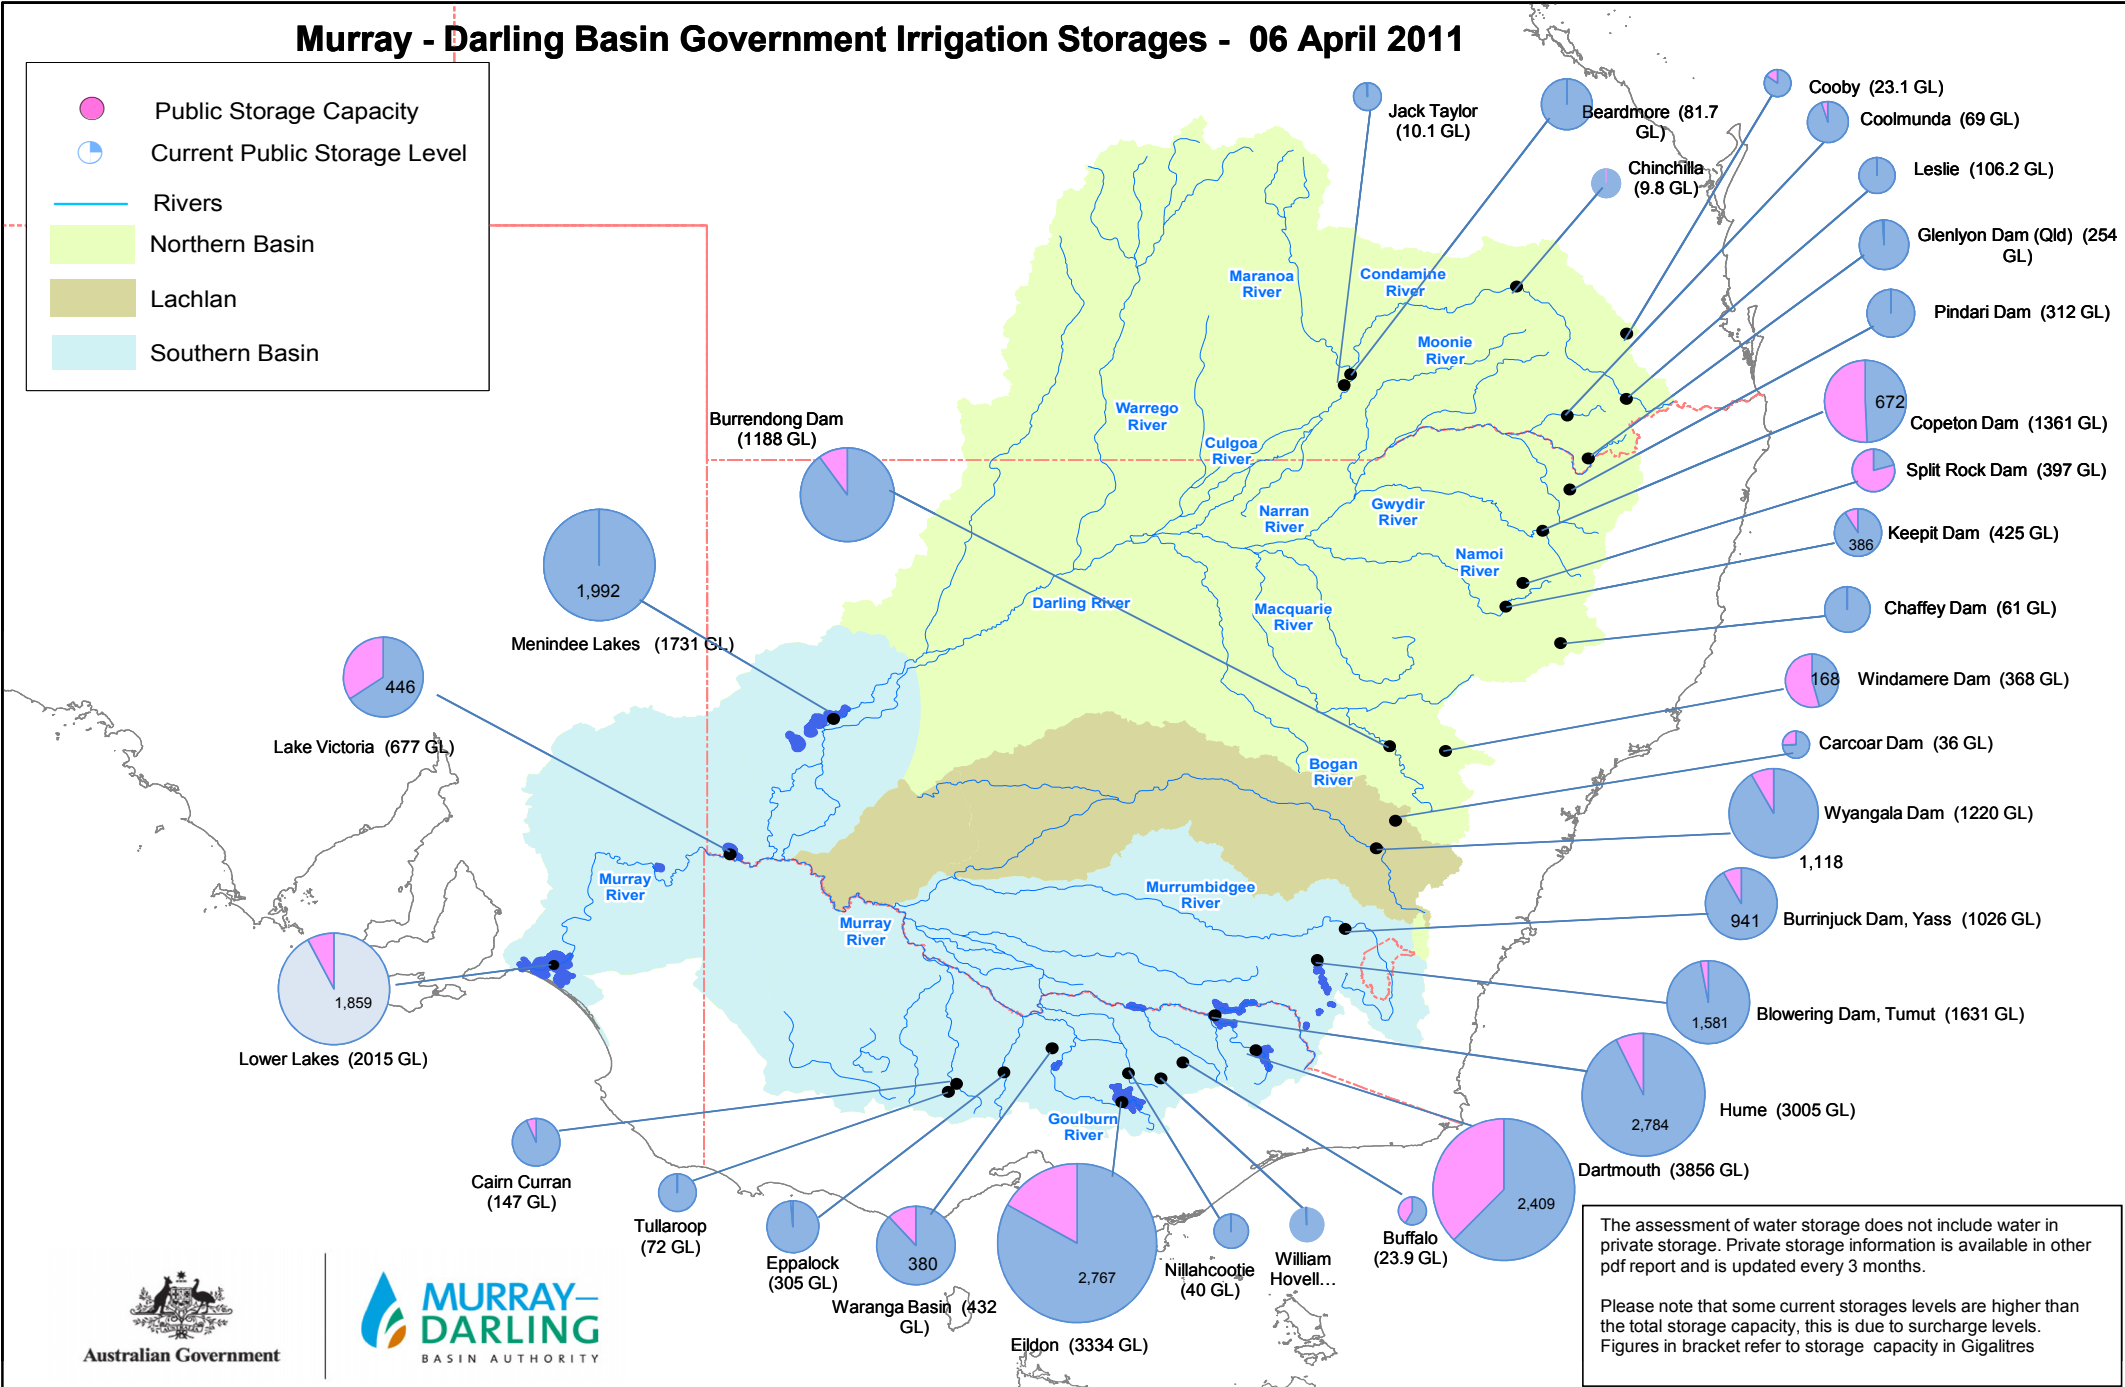 Murray - Darling Basin Government Irrigation Storages - 06 April 2011
Public Storage Capacity
Current Public Storage Level
Rivers
Northern Basin
Lachlan
Southern Basin
Jack Taylor
(10.1 GL)
Beardmore (81.7
GL)
Cooby (23.1 GL)
Coolmunda (69 GL)
Chinchilla
(9.8 GL)
Leslie (106.2 GL)
Glenlyon Dam (Qld) (254
GL)
Pindari Dam (312 GL)
672
Copeton Dam (1361 GL)
Split Rock Dam (397 GL)
386
Keepit Dam (425 GL)
Chaffey Dam (61 GL)
168
Windamere Dam (368 GL)
Carcoar Dam (36 GL)
Wyangala Dam (1220 GL)
1,118
941
Burrinjuck Dam, Yass (1026 GL)
1,581
Blowering Dam, Tumut (1631 GL)
2,784
Hume (3005 GL)
Dartmouth (3856 GL)
2,409
Buffalo
(23.9 GL)
William
Hovell...
Nillahcootie
(40 GL)
2,767
Eildon (3334 GL)
380
Waranga Basin (432
GL)
Eppalock
(305 GL)
Tullaroop
(72 GL)
Cairn Curran
(147 GL)
1,859
Lower Lakes (2015 GL)
446
Lake Victoria (677 GL)
1,992
Menindee Lakes (1731 GL)
Burrendong Dam
(1188 GL)
Maranoa
River
Condamine
River
Moonie
River
Warrego
River
Culgoa
River
Narran
River
Gwydir
River
Namoi
River
Darling River
Macquarie
River
Bogan
River
Murray
River
Murrumbidgee
River
Murray
River
Goulburn
River
Australian Government
MURRAY–
DARLING
BASIN AUTHORITY
The assessment of water storage does not include water in
private storage. Private storage information is available in other
pdf report and is updated every 3 months.
Please note that some current storages levels are higher than
the total storage capacity, this is due to surcharge levels.
Figures in bracket refer to storage capacity in Gigalitres